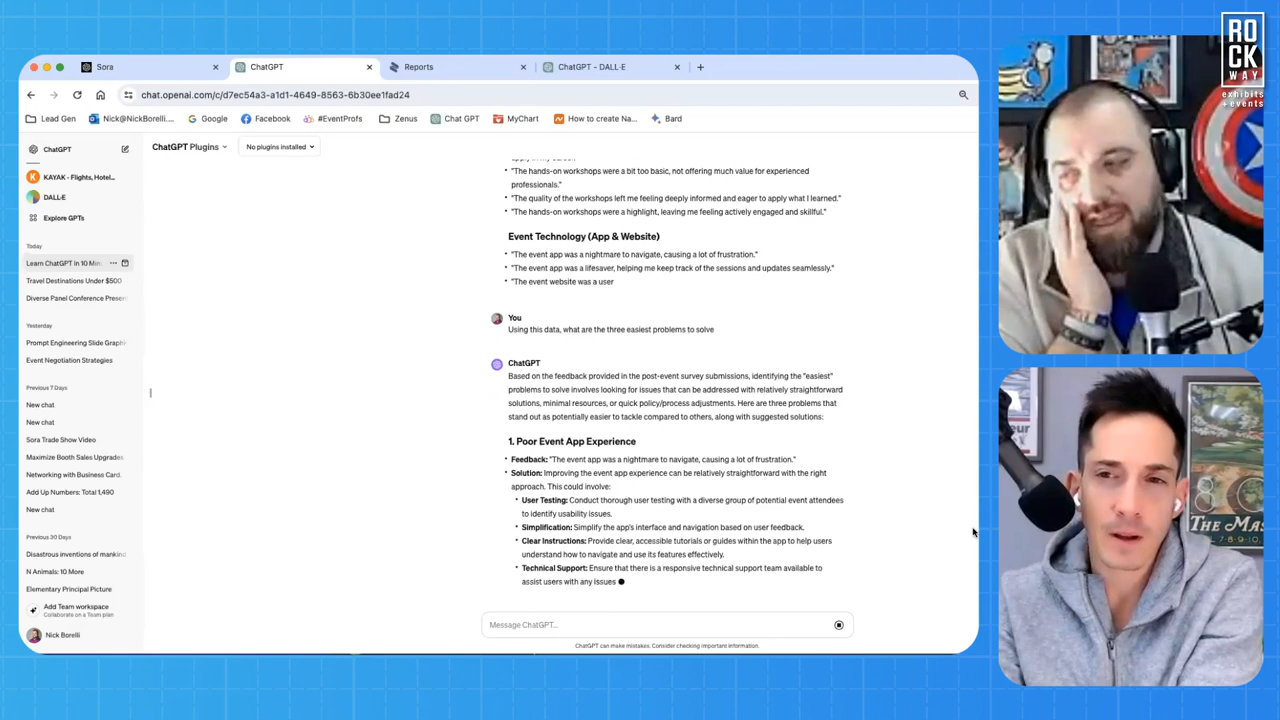 Sora
ChatGPT
Reports
ChatGPT - DALL·E
chat.openai.com/c/d7ec54a3-a1d1-4649-8563-6b30ee1fad24
Lead Gen
Nick@NickBorelli....
Google
Facebook
#EventProfs
Zenus
Chat GPT
MyChart
How to create Na...
Bard
ChatGPT
KAYAK - Flights, Hotel...
DALL·E
Explore GPTs
Today
Learn ChatGPT in 10 Min
Travel Destinations Under $500
Diverse Panel Conference Presen
Yesterday
Prompt Engineering Slide Graphi
Event Negotiation Strategies
Previous 7 Days
New chat
New chat
Sora Trade Show Video
Maximize Booth Sales Upgrades
Networking with Business Card.
Add Up Numbers: Total 1,490
New chat
Previous 30 Days
Disastrous inventions of mankind
N Animals: 10 More
Elementary Principal Picture
Add Team workspace
Collaborate on a Team plan
Nick Borelli
ChatGPT Plugins
No plugins installed
• "The hands-on workshops were a bit too basic, not offering much value for experienced
professionals."
• "The quality of the workshops left me feeling deeply informed and eager to apply what I learned."
• "The hands-on workshops were a highlight, leaving me feeling actively engaged and skillful."
Event Technology (App & Website)
• "The event app was a nightmare to navigate, causing a lot of frustration."
• "The event app was a lifesaver, helping me keep track of the sessions and updates seamlessly."
• "The event website was a user
You
Using this data, what are the three easiest problems to solve
ChatGPT
Based on the feedback provided in the post-event survey submissions, identifying the "easiest"
problems to solve involves looking for issues that can be addressed with relatively straightforward
solutions, minimal resources, or quick policy/process adjustments. Here are three problems that
stand out as potentially easier to tackle compared to others, along with suggested solutions:
1. Poor Event App Experience
• Feedback: "The event app was a nightmare to navigate, causing a lot of frustration."
• Solution: Improving the event app experience can be relatively straightforward with the right
approach. This could involve:
• User Testing: Conduct thorough user testing with a diverse group of potential event attendees
to identify usability issues.
• Simplification: Simplify the app's interface and navigation based on user feedback.
• Clear Instructions: Provide clear, accessible tutorials or guides within the app to help users
understand how to navigate and use its features effectively.
• Technical Support: Ensure that there is a responsive technical support team available to
assist users with any issues
Message ChatGPT...
ChatGPT can make mistakes. Consider checking important information.
RO
CK
WAY
exhibits
+events
THE MAS
7·8·9·10,